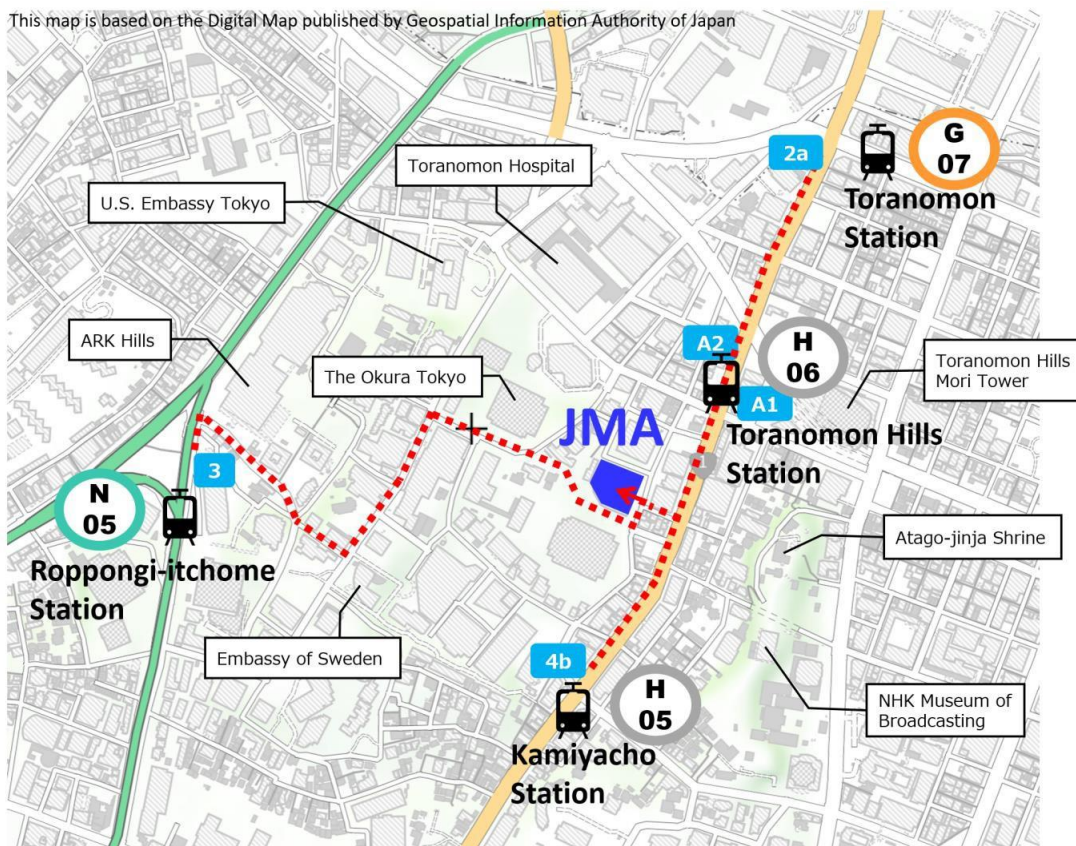 This map is based on the Digital Map published by Geospatial Information Authority of Japan
2a
G
07
Toranomon
Station
Toranomon
Hospital
U.S. Embassy Tokyo
ARK Hills
The Okura Tokyo
A2
H
06
A1
Toranomon Hills
Station
Toranomon Hills
Mori Tower
JMA
3
N
05
Roppongi-itchome
Station
Atago-jinja Shrine
Embassy of Sweden
4b
H
05
Kamiyacho
Station
NHK Museum of
Broadcasting